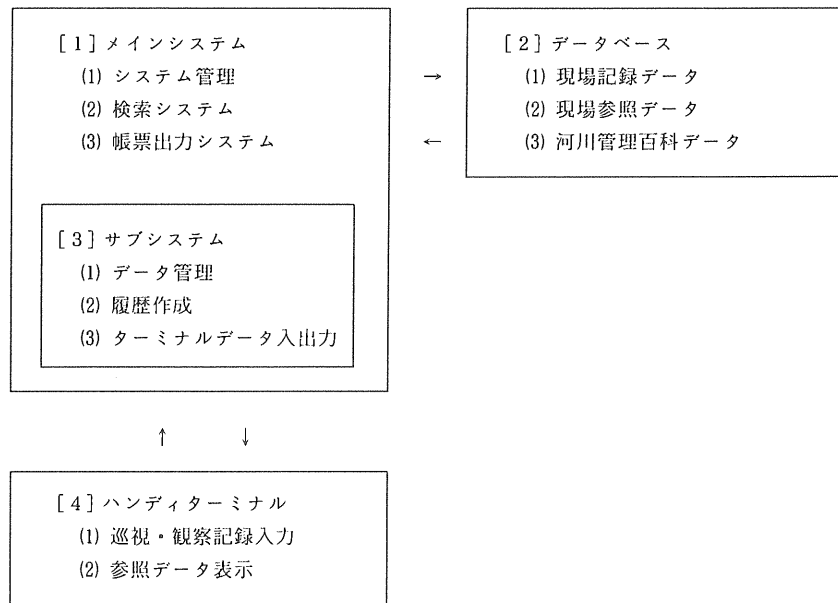 [1]メインシステム
(1) システム管理
(2) 検索システム
(3) 帳票出力システム
→
←
[2]データベース
(1) 現場記録データ
(2) 現場参照データ
(3) 河川管理百科データ
[3]サブシステム
(1) データ管理
(2) 履歴作成
(3) ターミナルデータ入出力
↑ ↓
[4]ハンディターミナル
(1) 巡視・観察記録入力
(2) 参照データ表示